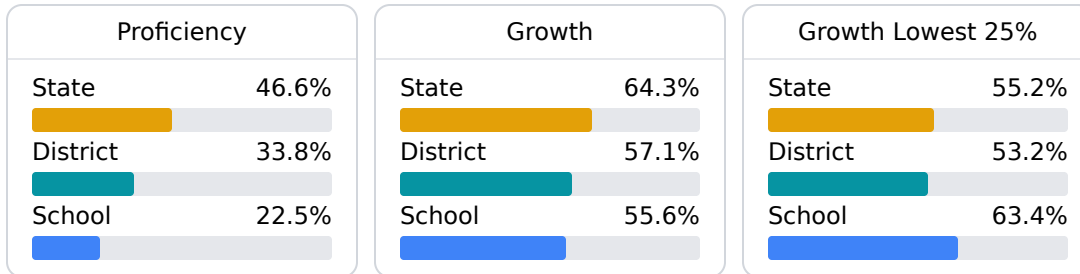 Proficiency
State 46.6%
District 33.8%
School 22.5%
Growth
State 64.3%
District 57.1%
School 55.6%
Growth Lowest 25%
State 55.2%
District 53.2%
School 63.4%